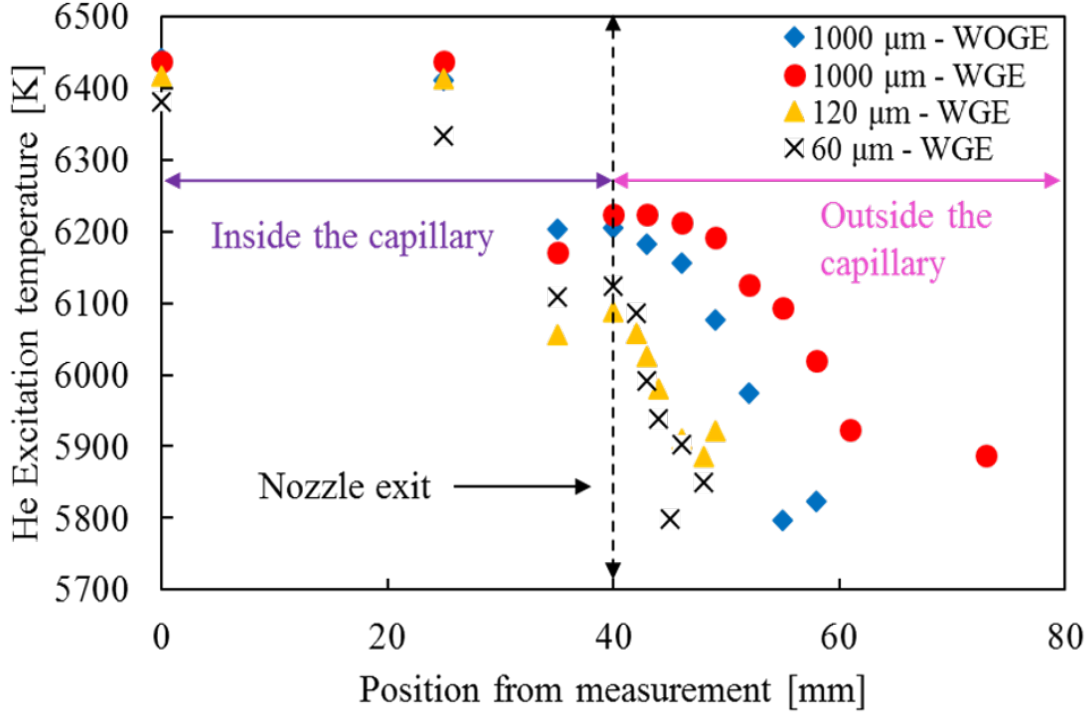 6500
6400
6300
6200
6100
6000
5900
5800
5700
He Excitation temperature [K]
1000 μm - WOGE
1000 μm - WGE
120 μm - WGE
60 μm - WGE
Inside the capillary
Outside the
capillary
Nozzle exit
0
20
40
60
80
Position from measurement [mm]